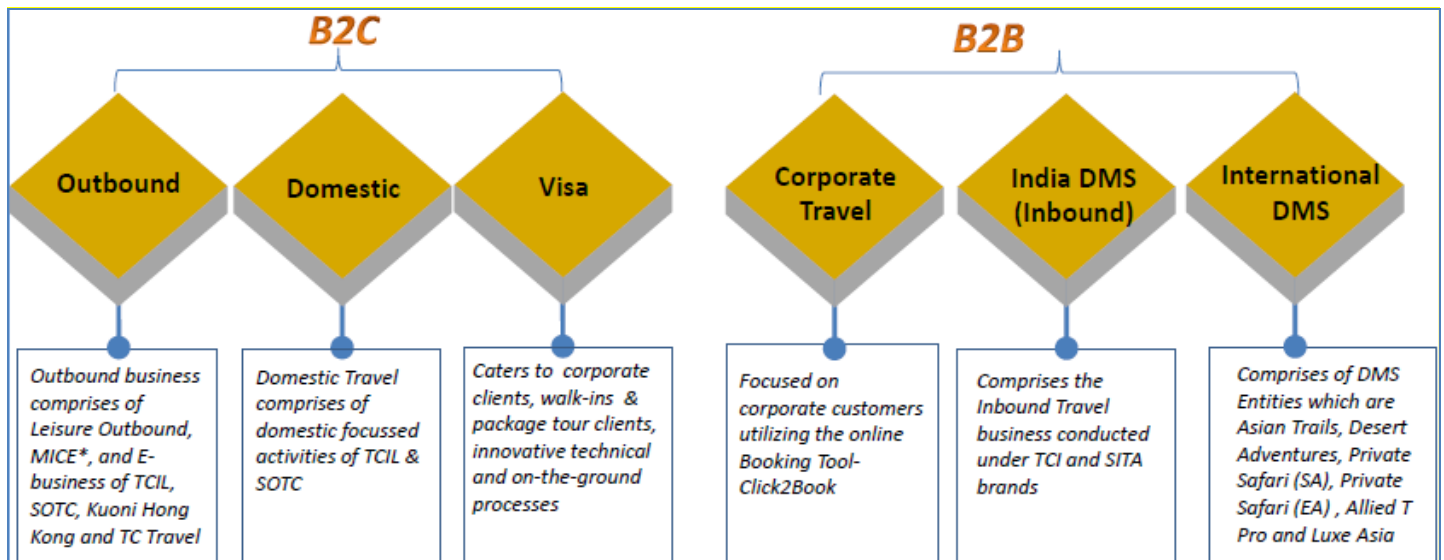 B2C
B2B
Outbound
Domestic
Visa
Corporate
Travel
India DMS
(Inbound)
International
DMS
Outbound business
comprises of
Leisure Outbound,
MICE*, and E-
business of TCIL,
SOTC, Kuoni Hong
Kong and TC Travel
Domestic Travel
comprises of
domestic focussed
activities of TCIL &
SOTC
Caters to corporate
clients, walk-ins &
package tour clients,
innovative technical
and on-the-ground
processes
Focused on
corporate customers
utilizing the online
Booking Tool-
Click2Book
Comprises the
Inbound Travel
business conducted
under TCI and SITA
brands
Comprises of DMS
Entities which are
Asian Trails, Desert
Adventures, Private
Safari (SA), Private
Safari (EA) , Allied T
Pro and Luxe Asia